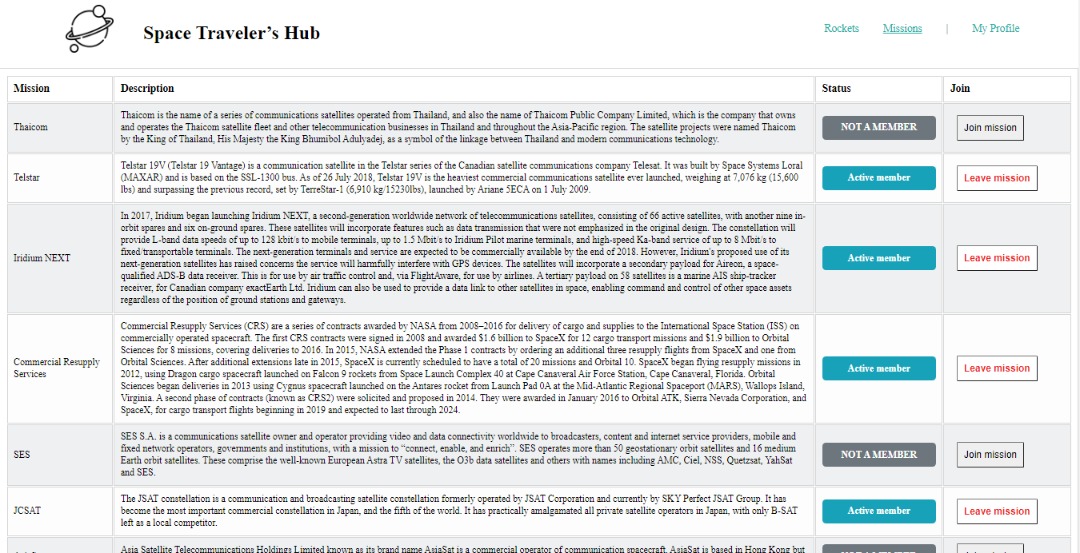 Space Traveler’s Hub
Rockets Missions | My Profile
Mission Description Status Join
Thaicom
Thaicom is the name of a series of communications satellites operated from Thailand, and also the name of Thaicom Public Company Limited, which is the company that owns
and operates the Thaicom satellite fleet and other telecommunication businesses in Thailand and throughout the Asia-Pacific region. The satellite projects were named Thaicom
by the King of Thailand, His Majesty the King Bhumibol Adulyadej, as a symbol of the linkage between Thailand and modern communications technology.
NOT A MEMBER
Join mission
Telstar
Telstar 19V (Telstar 19 Vantage) is a communication satellite in the Telstar series of the Canadian satellite communications company Telesat. It was built by Space Systems Loral
(MAXAR) and is based on the SSL-1300 bus. As of 26 July 2018, Telstar 19V is the heaviest commercial communications satellite ever launched, weighing at 7,076 kg (15,600
lbs) and surpassing the previous record, set by TerreStar-1 (6,910 kg/15230lbs), launched by Ariane 5ECA on 1 July 2009.
Active member
Leave mission
Iridium NEXT
In 2017, Iridium began launching Iridium NEXT, a second-generation worldwide network of telecommunications satellites, consisting of 66 active satellites, with another nine in-
orbit spares and six on-ground spares. These satellites will incorporate features such as data transmission that were not emphasized in the original design. The constellation will
provide L-band data speeds of up to 128 kbit/s to mobile terminals, up to 1.5 Mbit/s to Iridium Pilot marine terminals, and high-speed Ka-band service of up to 8 Mbit/s to
fixed/transportable terminals. The next-generation terminals and service are expected to be commercially available by the end of 2018. However, Iridium's proposed use of its
next-generation satellites has raised concerns the service will harmfully interfere with GPS devices. The satellites will incorporate a secondary payload for Aireon, a space-
qualified ADS-B data receiver. This is for use by air traffic control and, via FlightAware, for use by airlines. A tertiary payload on 58 satellites is a marine AIS ship-tracker
receiver, for Canadian company exactEarth Ltd. Iridium can also be used to provide a data link to other satellites in space, enabling command and control of other space assets
regardless of the position of ground stations and gateways.
Active member
Leave mission
Commercial Resupply
Services
Commercial Resupply Services (CRS) are a series of contracts awarded by NASA from 2008–2016 for delivery of cargo and supplies to the International Space Station (ISS) on
commercially operated spacecraft. The first CRS contracts were signed in 2008 and awarded $1.6 billion to SpaceX for 12 cargo transport missions and $1.9 billion to Orbital
Sciences for 8 missions, covering deliveries to 2016. In 2015, NASA extended the Phase 1 contracts by ordering an additional three resupply flights from SpaceX and one from
Orbital Sciences. After additional extensions late in 2015, SpaceX is currently scheduled to have a total of 20 missions and Orbital 10. SpaceX began flying resupply missions in
2012, using Dragon cargo spacecraft launched on Falcon 9 rockets from Space Launch Complex 40 at Cape Canaveral Air Force Station, Cape Canaveral, Florida. Orbital
Sciences began deliveries in 2013 using Cygnus spacecraft launched on the Antares rocket from Launch Pad 0A at the Mid-Atlantic Regional Spaceport (MARS), Wallops Island,
Virginia. A second phase of contracts (known as CRS2) were solicited and proposed in 2014. They were awarded in January 2016 to Orbital ATK, Sierra Nevada Corporation, and
SpaceX, for cargo transport flights beginning in 2019 and expected to last through 2024.
Active member
Leave mission
SES
SES S.A. is a communications satellite owner and operator providing video and data connectivity worldwide to broadcasters, content and internet service providers, mobile and
fixed network operators, governments and institutions, with a mission to “connect, enable, and enrich”. SES operates more than 50 geostationary orbit satellites and 16 medium
Earth orbit satellites. These comprise the well-known European Astra TV satellites, the O3b data satellites and others with names including AMC, Ciel, NSS, Quetzsat, YahSat
and SES.
NOT A MEMBER
Join mission
JCSAT
The JSAT constellation is a communication and broadcasting satellite constellation formerly operated by JSAT Corporation and currently by SKY Perfect JSAT Group. It has
become the most important commercial constellation in Japan, and the fifth of the world. It has practically amalgamated all private satellite operators in Japan, with only B-SAT
left as a local competitor.
Active member
Leave mission
Asia Satellite Telecommunications Holdings Limited known as its brand name AsiaSat is a commercial operator of communication spacecraft. AsiaSat is based in Hong Kong but